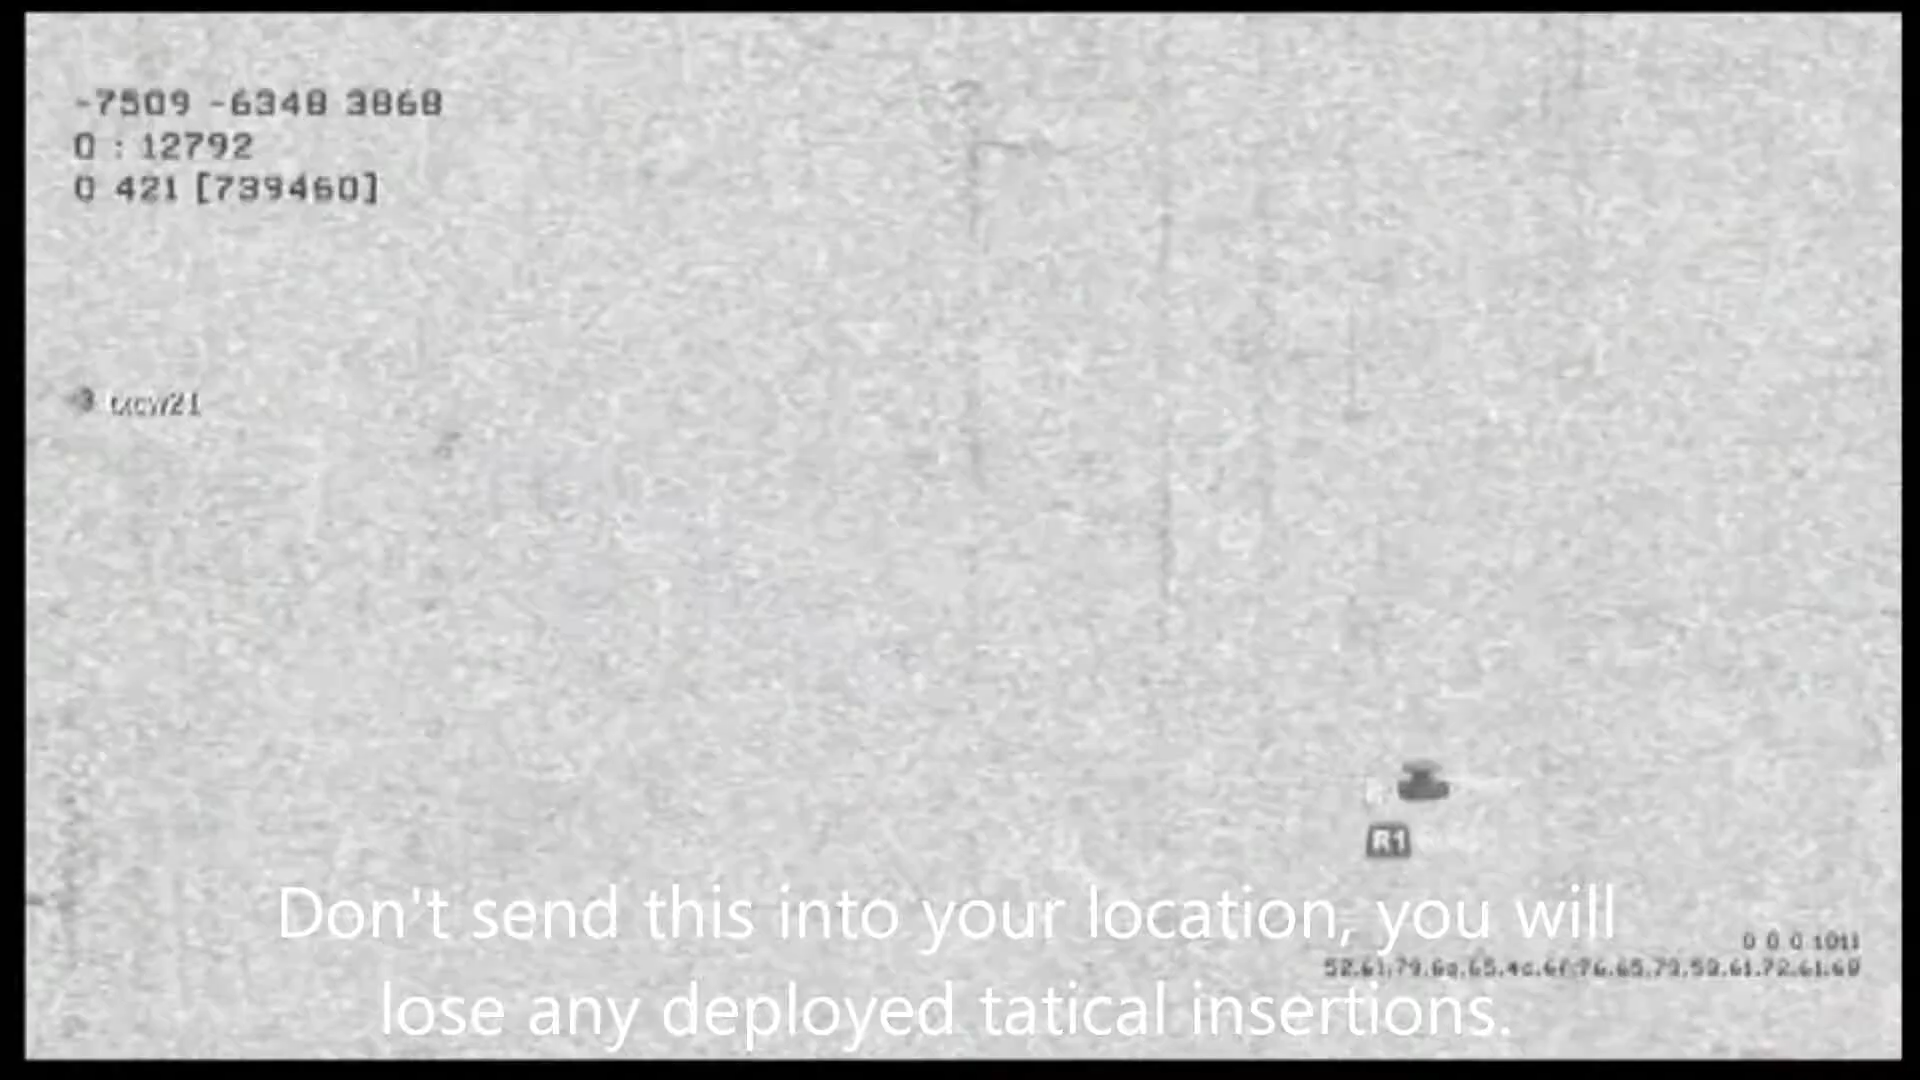 -7509 -6348 3868
0 : 12792
0 421 [739460]
txcw21
R1
Don't send this into your location, you will
0 0 0 1011
lose any deployed tatical insertions.